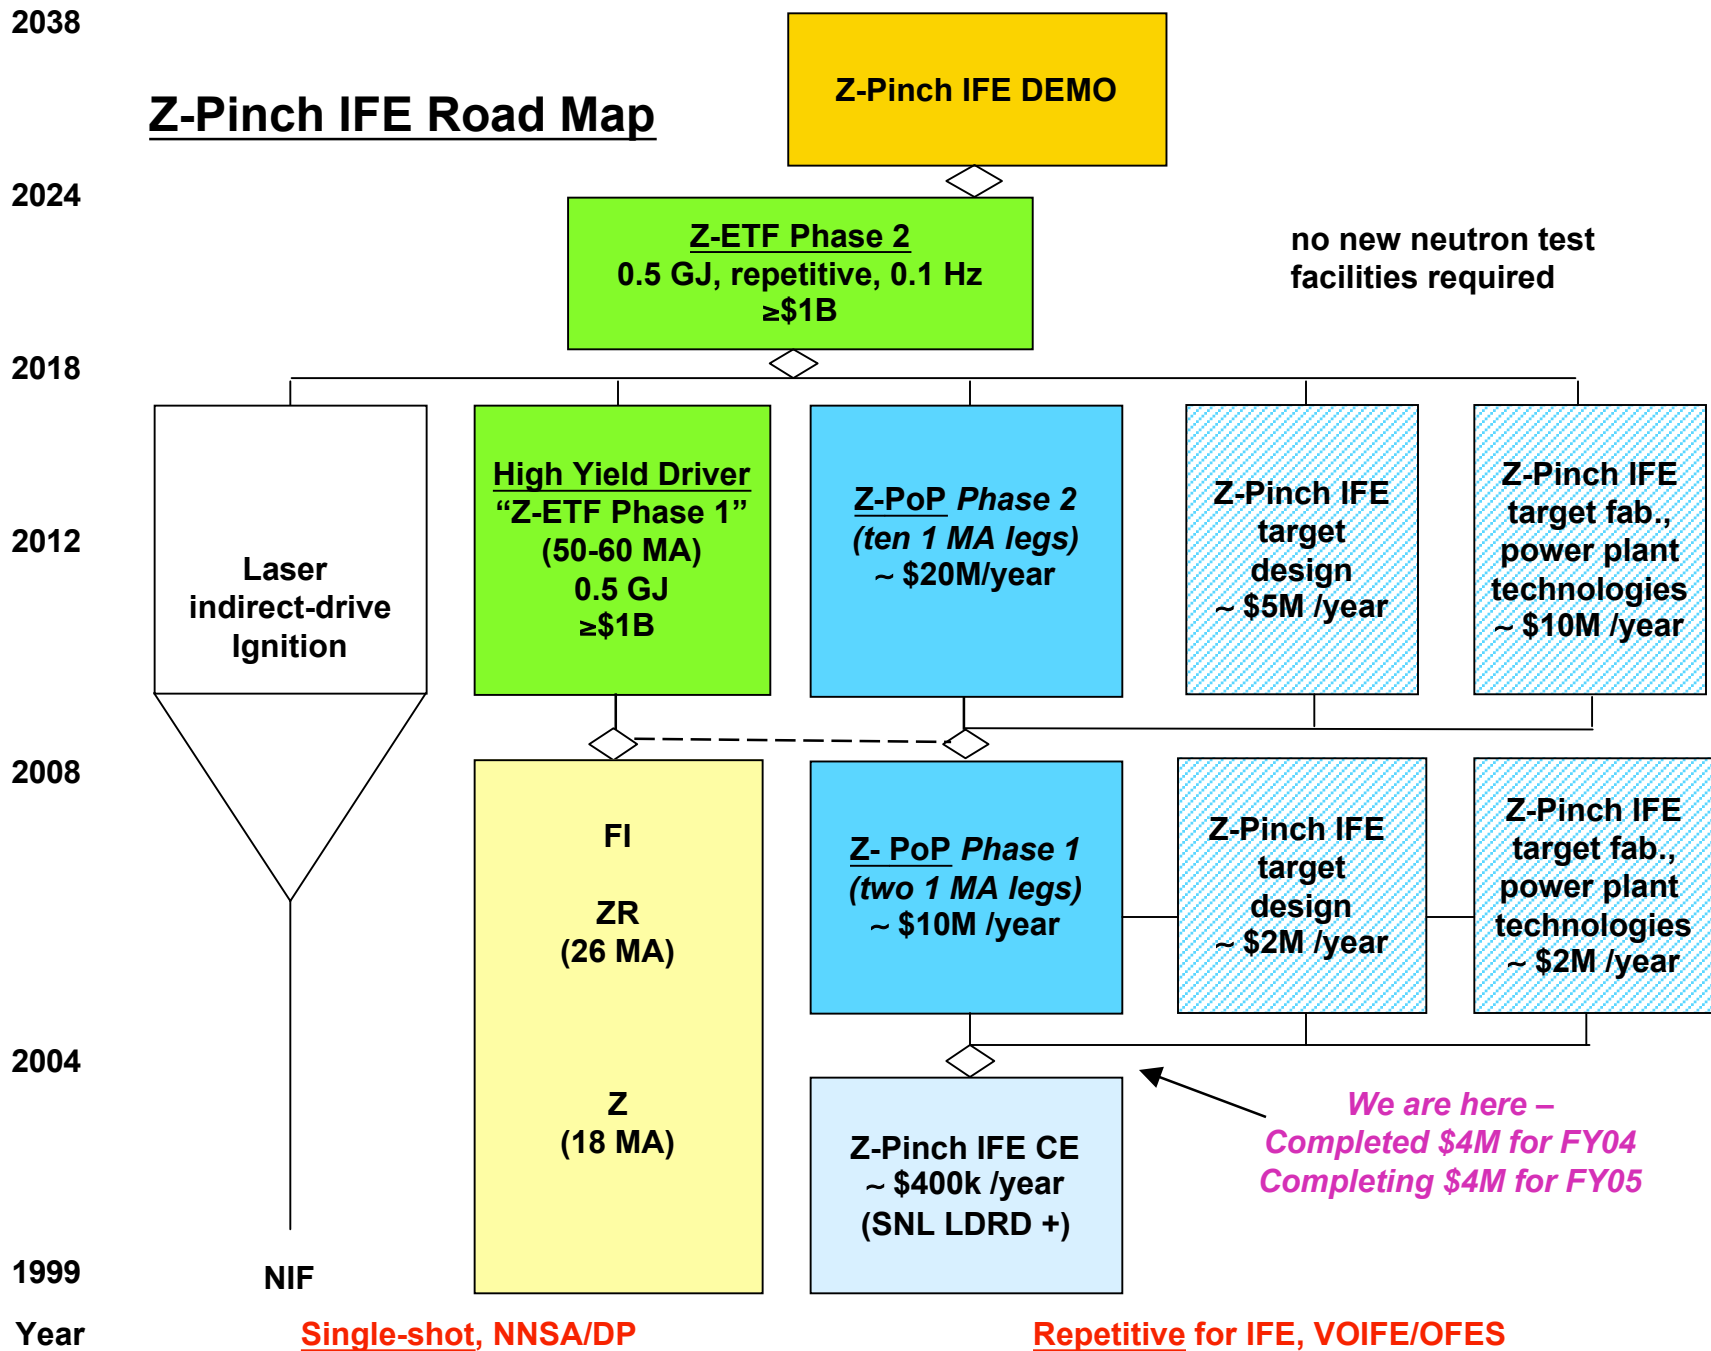 2038
Z-Pinch IFE DEMO
Z-Pinch IFE Road Map
2024
Z-ETF Phase 2
0.5 GJ, repetitive, 0.1 Hz
≥$1B
no new neutron test
facilities required
2018
High Yield Driver
“Z-ETF Phase 1”
(50-60 MA)
0.5 GJ
≥$1B
Z-PoP Phase 2
(ten 1 MA legs)
~ $20M/year
Z-Pinch IFE
target
design
~ $5M /year
Z-Pinch IFE
target fab.,
power plant
technologies
~ $10M /year
2012
Laser
indirect-drive
Ignition
2008
FI
ZR
(26 MA)
Z
(18 MA)
Z- PoP Phase 1
(two 1 MA legs)
~ $10M /year
Z-Pinch IFE
target
design
~ $2M /year
Z-Pinch IFE
target fab.,
power plant
technologies
~ $2M /year
2004
Z-Pinch IFE CE
~ $400k /year
(SNL LDRD +)
We are here –
Completed $4M for FY04
Completing $4M for FY05
1999
NIF
Year
Single-shot, NNSA/DP
Repetitive for IFE, VOIFE/OFES